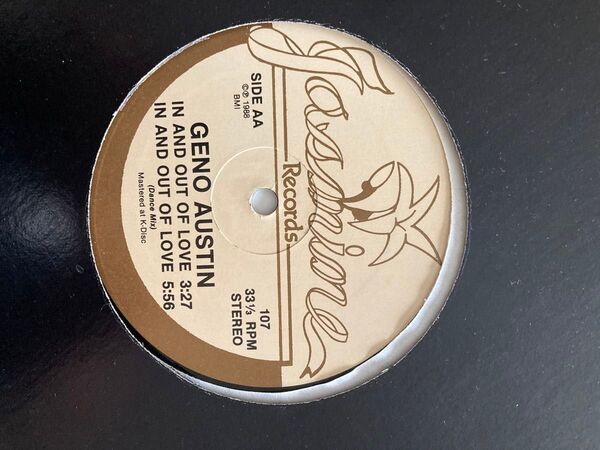 Jassmine
Records
SIDE AA
©℗ 1988
BMI
107
33⅓ RPM
STEREO
GENO AUSTIN
IN AND OUT OF LOVE 3:27
IN AND OUT OF LOVE 5:56
(Dance Mix)
Mastered at K-Disc